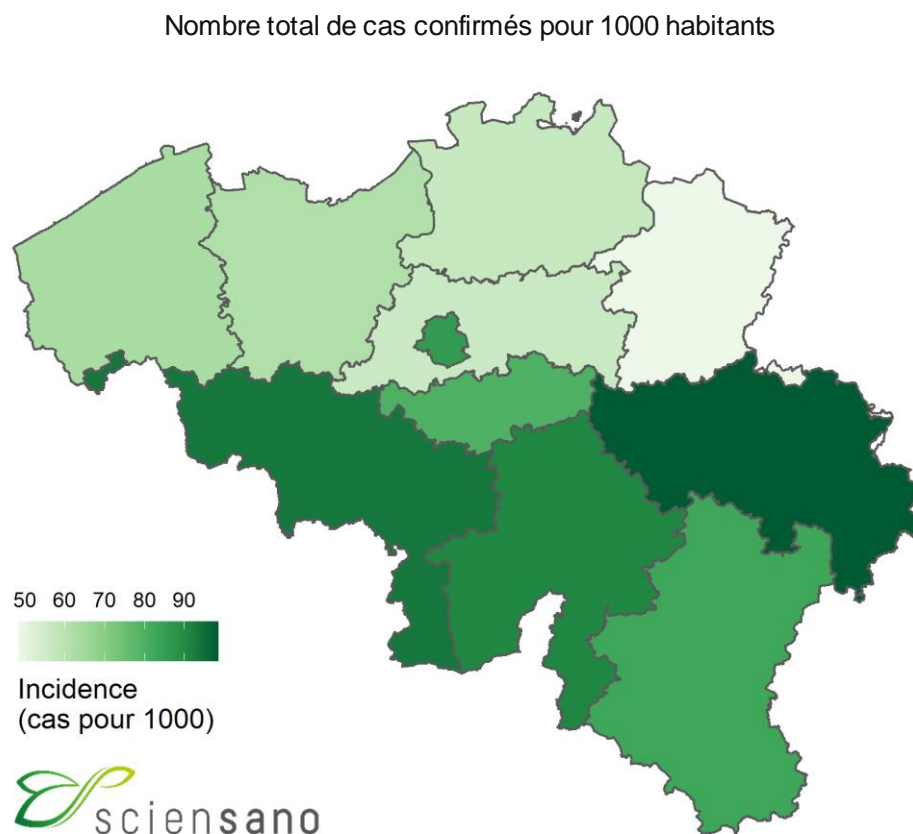 Nombre total de cas confirmés pour 1000 habitants
50 60 70 80 90
Incidence
(cas pour 1000)
sciensano